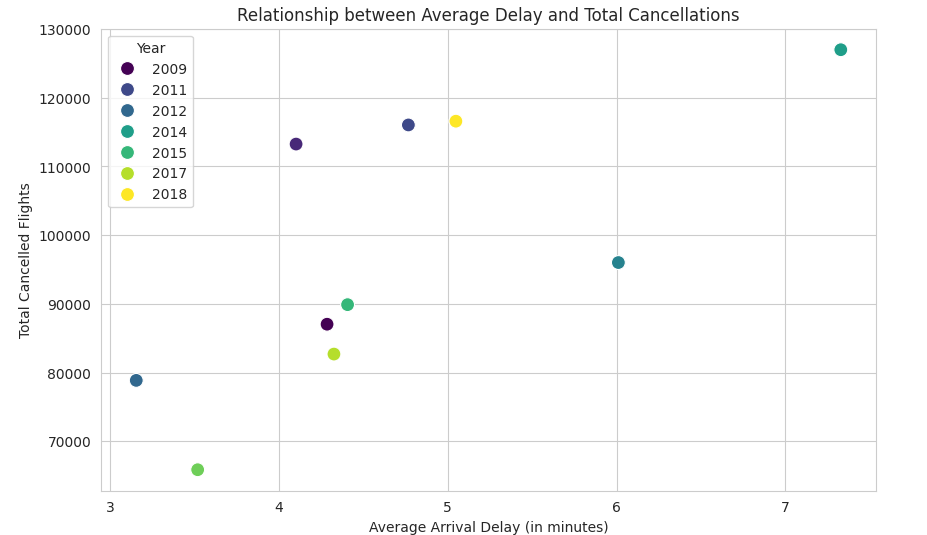 Relationship between Average Delay and Total Cancellations
130000
120000
110000
100000
90000
80000
70000
Total Cancelled Flights
Year
2009
2011
2012
2014
2015
2017
2018
3 4 5 6 7
Average Arrival Delay (in minutes)